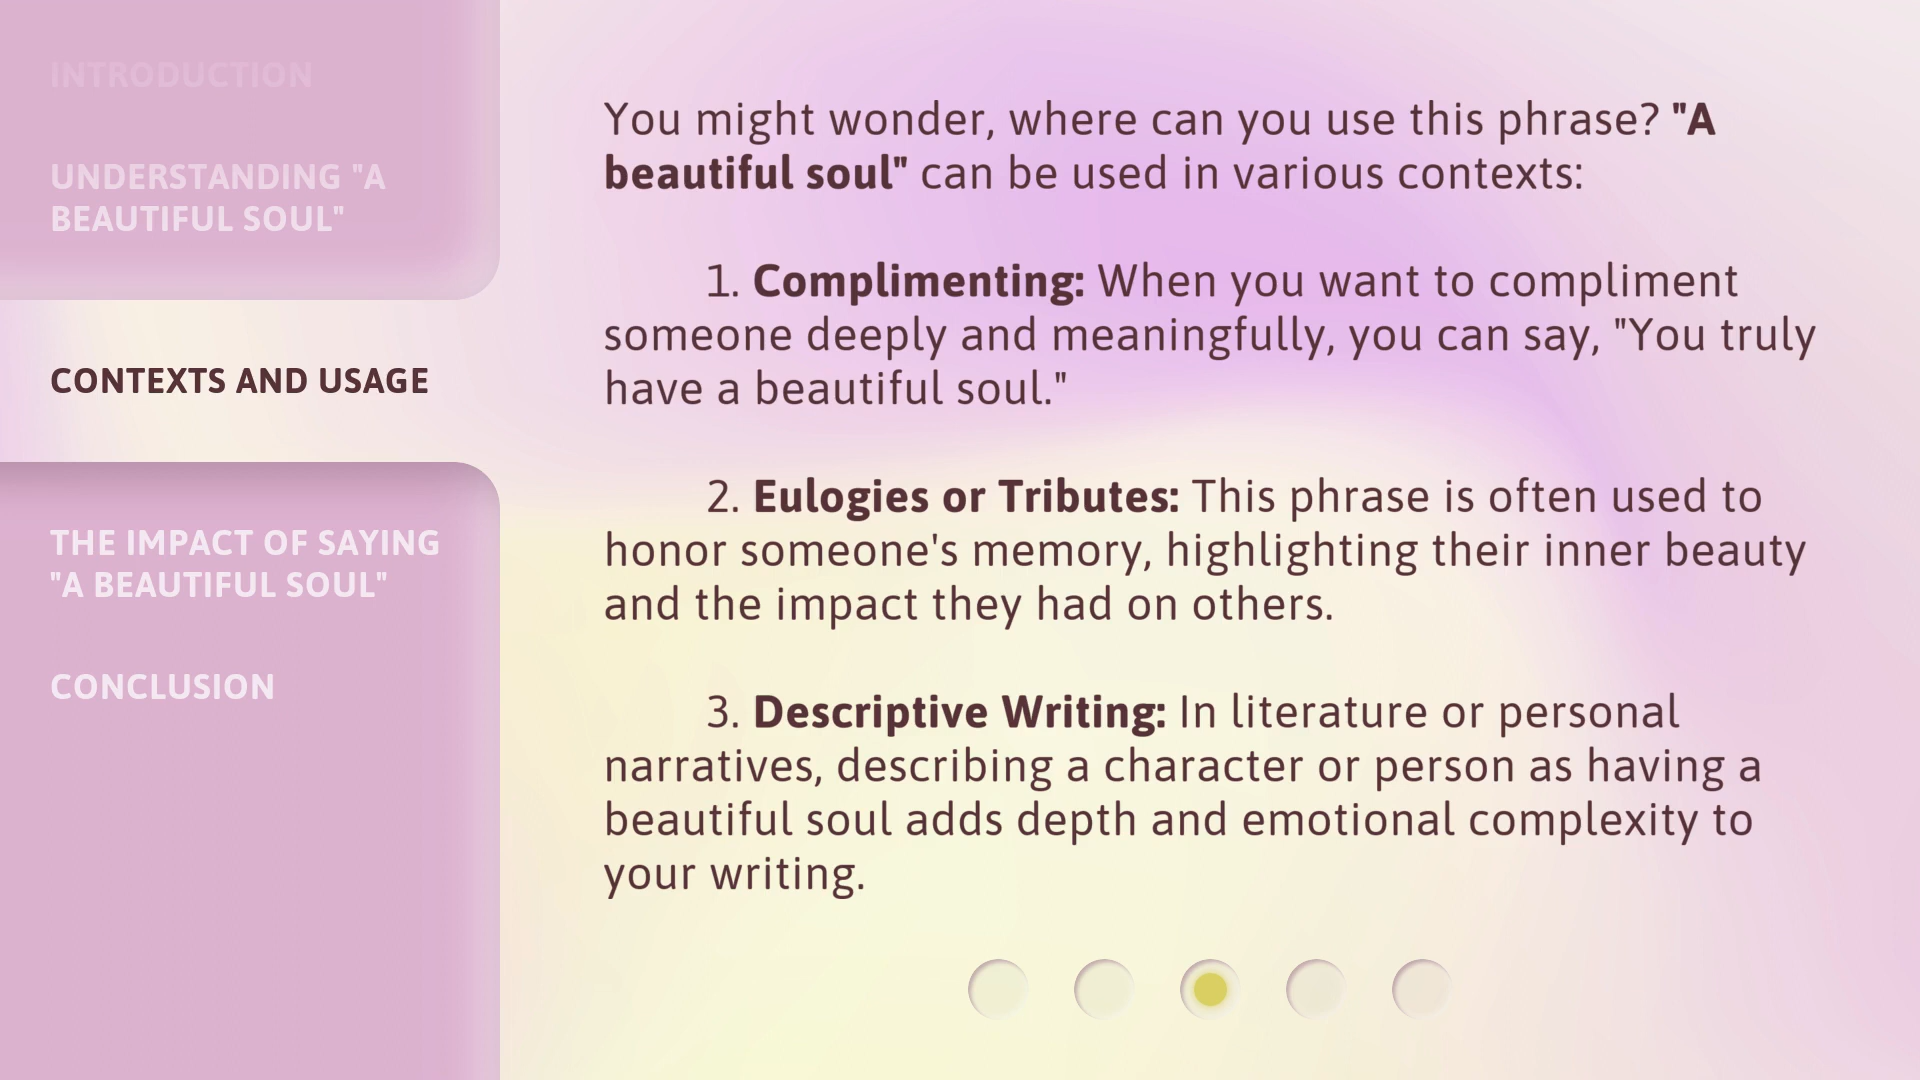 INTRODUCTION
UNDERSTANDING "A
BEAUTIFUL SOUL"
CONTEXTS AND USAGE
THE IMPACT OF SAYING
"A BEAUTIFUL SOUL"
CONCLUSION
You might wonder, where can you use this phrase? "A
beautiful soul" can be used in various contexts:
1. Complimenting: When you want to compliment
someone deeply and meaningfully, you can say, "You truly
have a beautiful soul."
2. Eulogies or Tributes: This phrase is often used to
honor someone's memory, highlighting their inner beauty
and the impact they had on others.
3. Descriptive Writing: In literature or personal
narratives, describing a character or person as having a
beautiful soul adds depth and emotional complexity to
your writing.